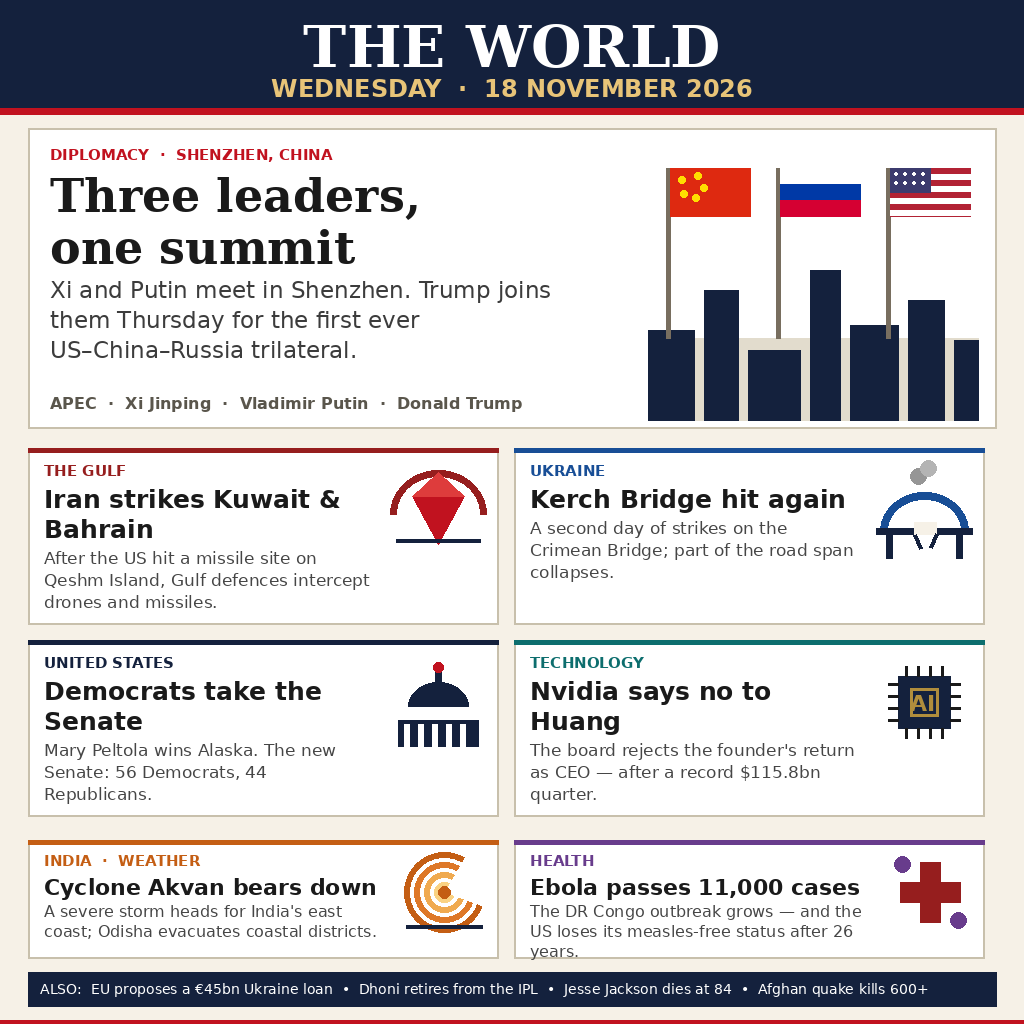 THE WORLD
WEDNESDAY · 18 NOVEMBER 2026
DIPLOMACY · SHENZHEN, CHINA
Three leaders,
one summit
Xi and Putin meet in Shenzhen. Trump joins
them Thursday for the first ever
US–China–Russia trilateral.
APEC · Xi Jinping · Vladimir Putin · Donald Trump
THE GULF
Iran strikes Kuwait &
Bahrain
After the US hit a missile site on
Qeshm Island, Gulf defences intercept
drones and missiles.
UKRAINE
Kerch Bridge hit again
A second day of strikes on the
Crimean Bridge; part of the road span
collapses.
UNITED STATES
Democrats take the
Senate
Mary Peltola wins Alaska. The new
Senate: 56 Democrats, 44
Republicans.
TECHNOLOGY
Nvidia says no to
Huang
The board rejects the founder's return
as CEO — after a record $115.8bn
quarter.
AI
INDIA · WEATHER
Cyclone Akvan bears down
A severe storm heads for India's east
coast; Odisha evacuates coastal districts.
HEALTH
Ebola passes 11,000 cases
The DR Congo outbreak grows — and the
US loses its measles-free status after 26
years.
ALSO: EU proposes a €45bn Ukraine loan • Dhoni retires from the IPL • Jesse Jackson dies at 84 • Afghan quake kills 600+